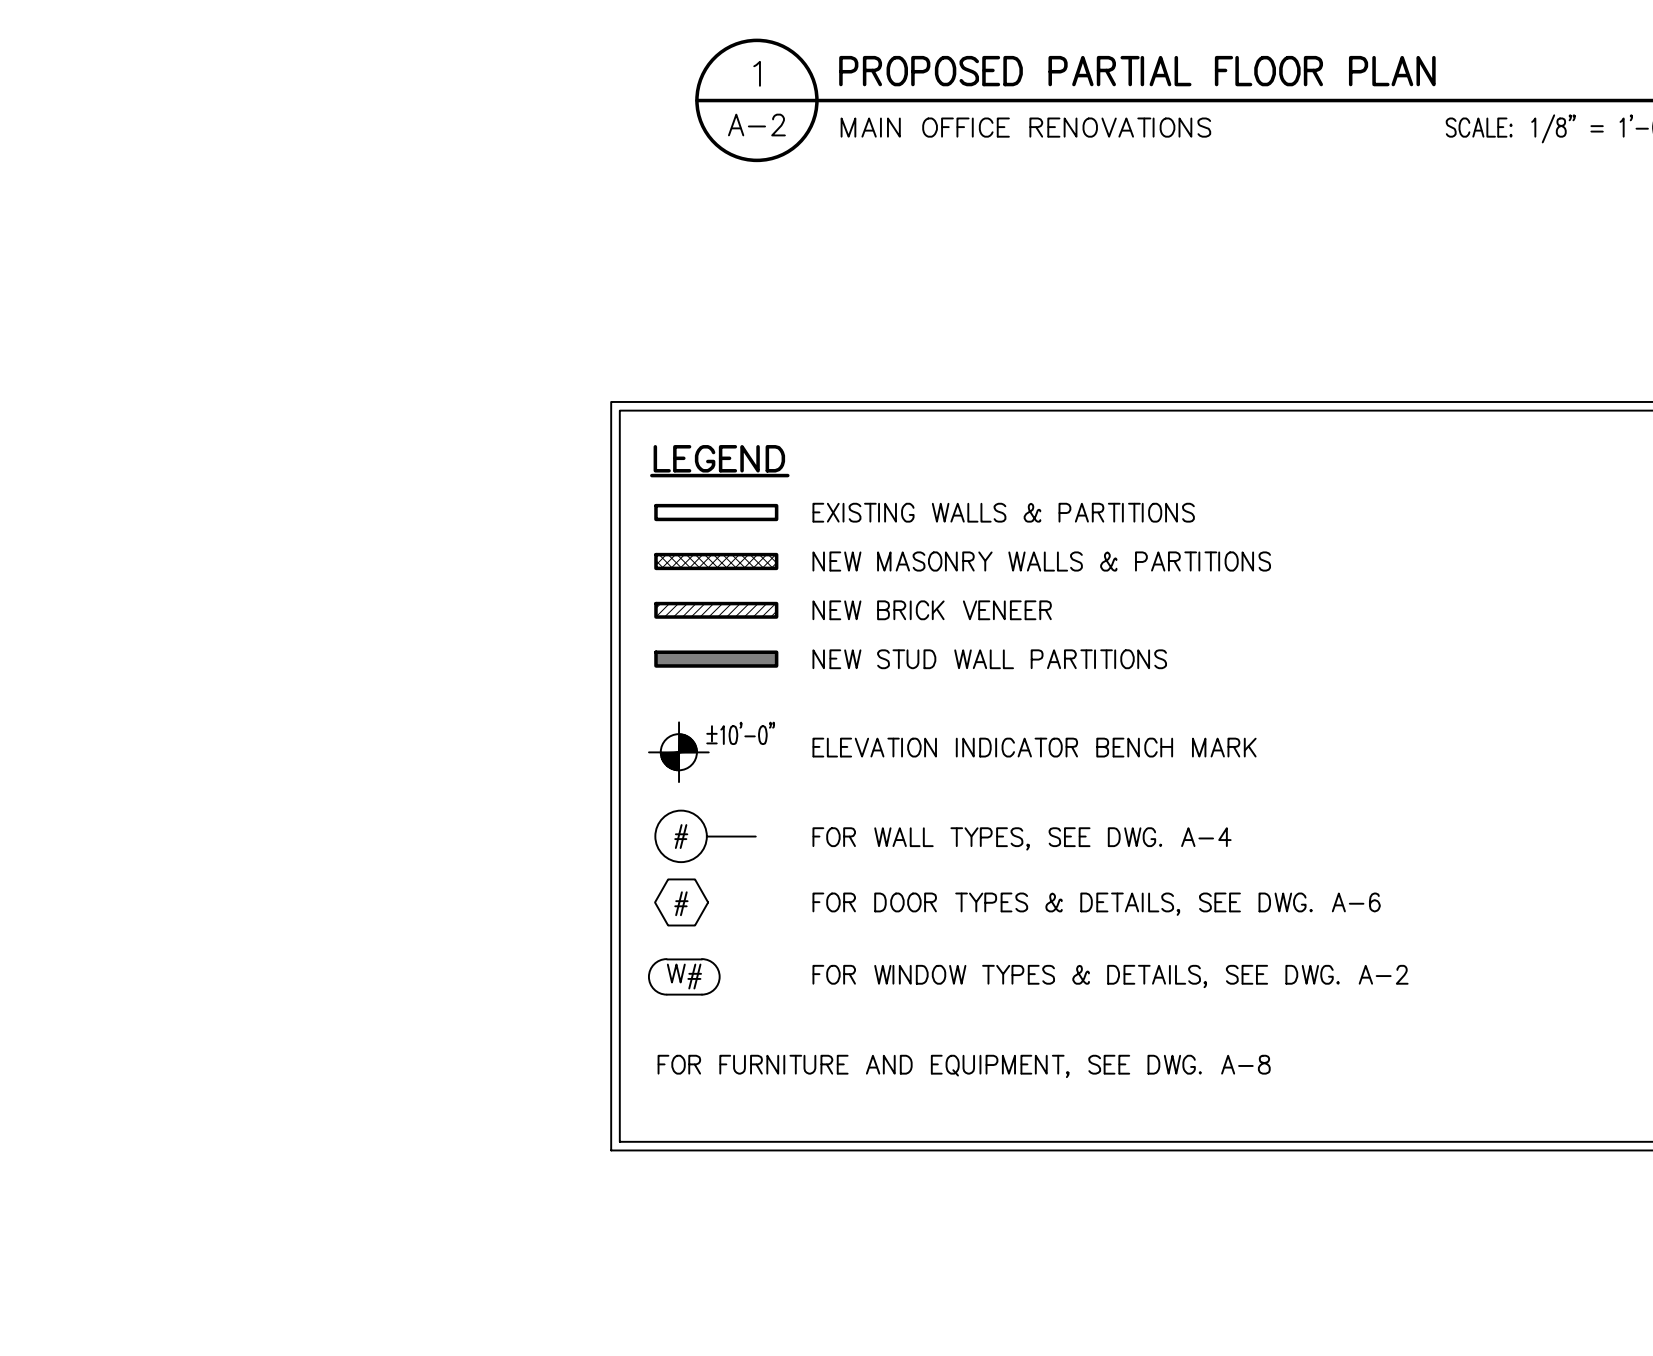 1
PROPOSED PARTIAL FLOOR PLAN
A-2
MAIN OFFICE RENOVATIONS
SCALE: 1/8" = 1'-
LEGEND
EXISTING WALLS & PARTITIONS
NEW MASONRY WALLS & PARTITIONS
NEW BRICK VENEER
NEW STUD WALL PARTITIONS
±10'-0"
ELEVATION INDICATOR BENCH MARK
#
FOR WALL TYPES, SEE DWG. A-4
#
FOR DOOR TYPES & DETAILS, SEE DWG. A-6
W#
FOR WINDOW TYPES & DETAILS, SEE DWG. A-2
FOR FURNITURE AND EQUIPMENT, SEE DWG. A-8